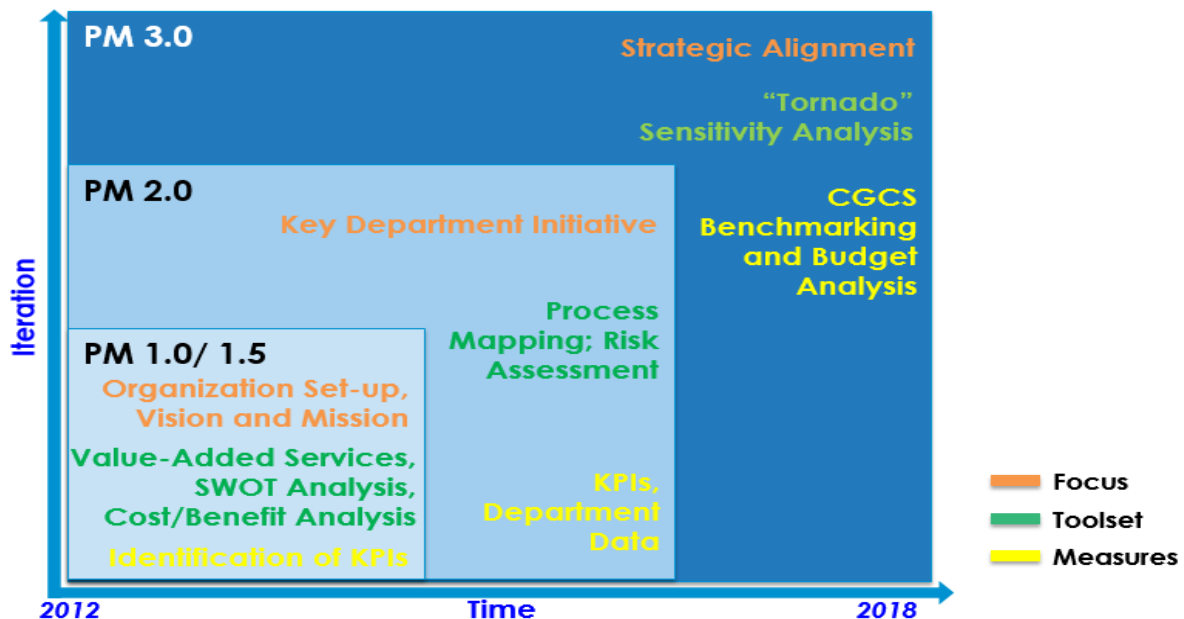 PM 3.0
Strategic Alignment
“Tornado”
Sensitivity Analysis
CGCS
Benchmarking
and Budget
Analysis
PM 2.0
Key Department Initiative
Process
Mapping; Risk
Assessment
KPIs,
Department
Data
PM 1.0/ 1.5
Organization Set-up,
Vision and Mission
Value-Added Services,
SWOT Analysis,
Cost/Benefit Analysis
Identification of KPIs
Iteration
2012
Time
2018
Focus
Toolset
Measures